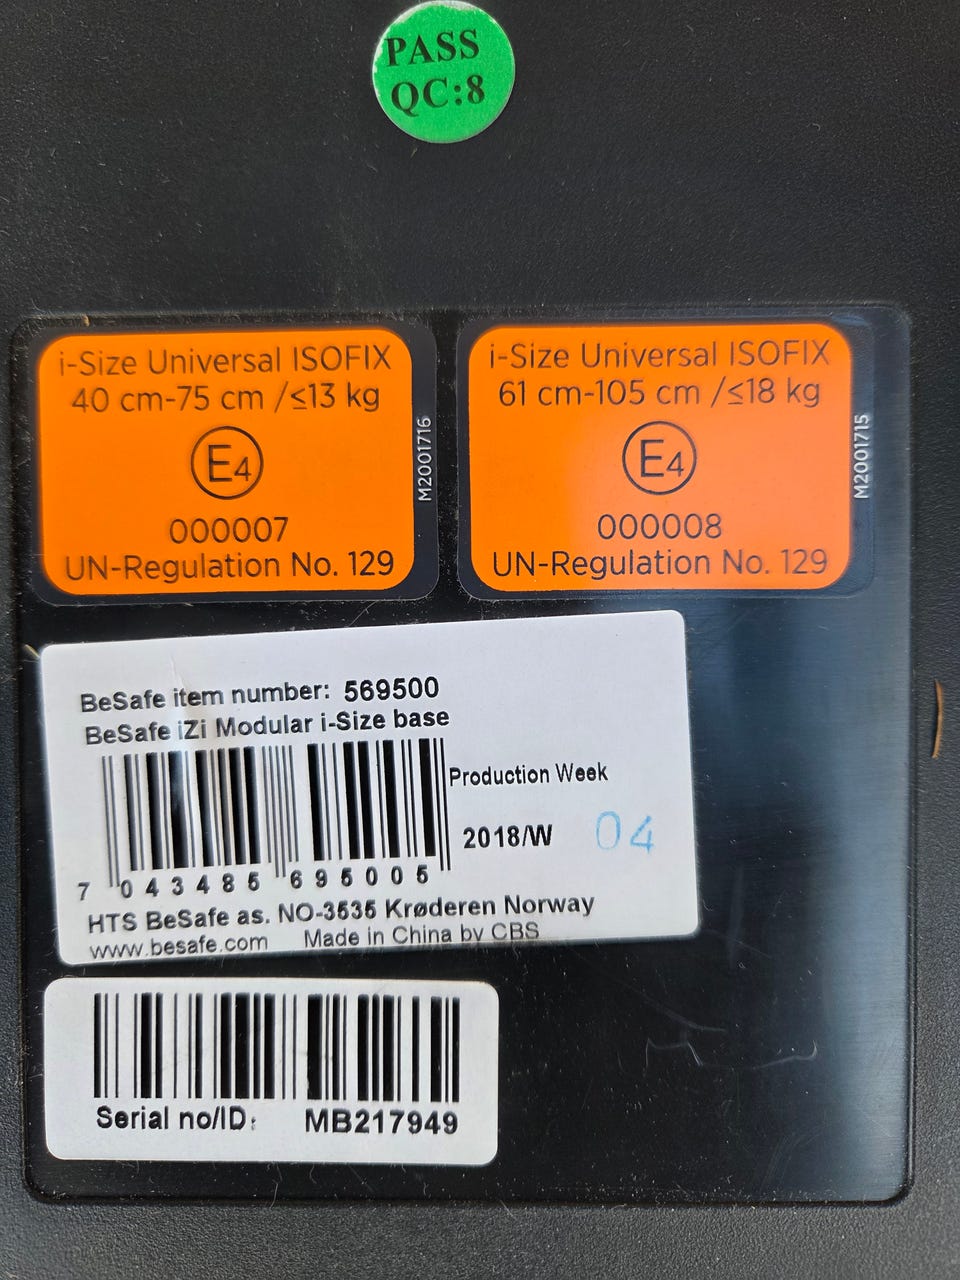 PASS
QC:8
i-Size Universal ISOFIX
40 cm-75 cm /≤13 kg
E4
000007
UN-Regulation No. 129
M2001716
i-Size Universal ISOFIX
61 cm-105 cm /≤18 kg
E4
000008
UN-Regulation No. 129
M2001715
BeSafe item number: 569500
BeSafe iZi Modular i-Size base
Production Week
2018/W 04
7 043485 695005
HTS BeSafe as. NO-3535 Krøderen Norway
www.besafe.com Made in China by CBS
Serial no/ID: MB217949